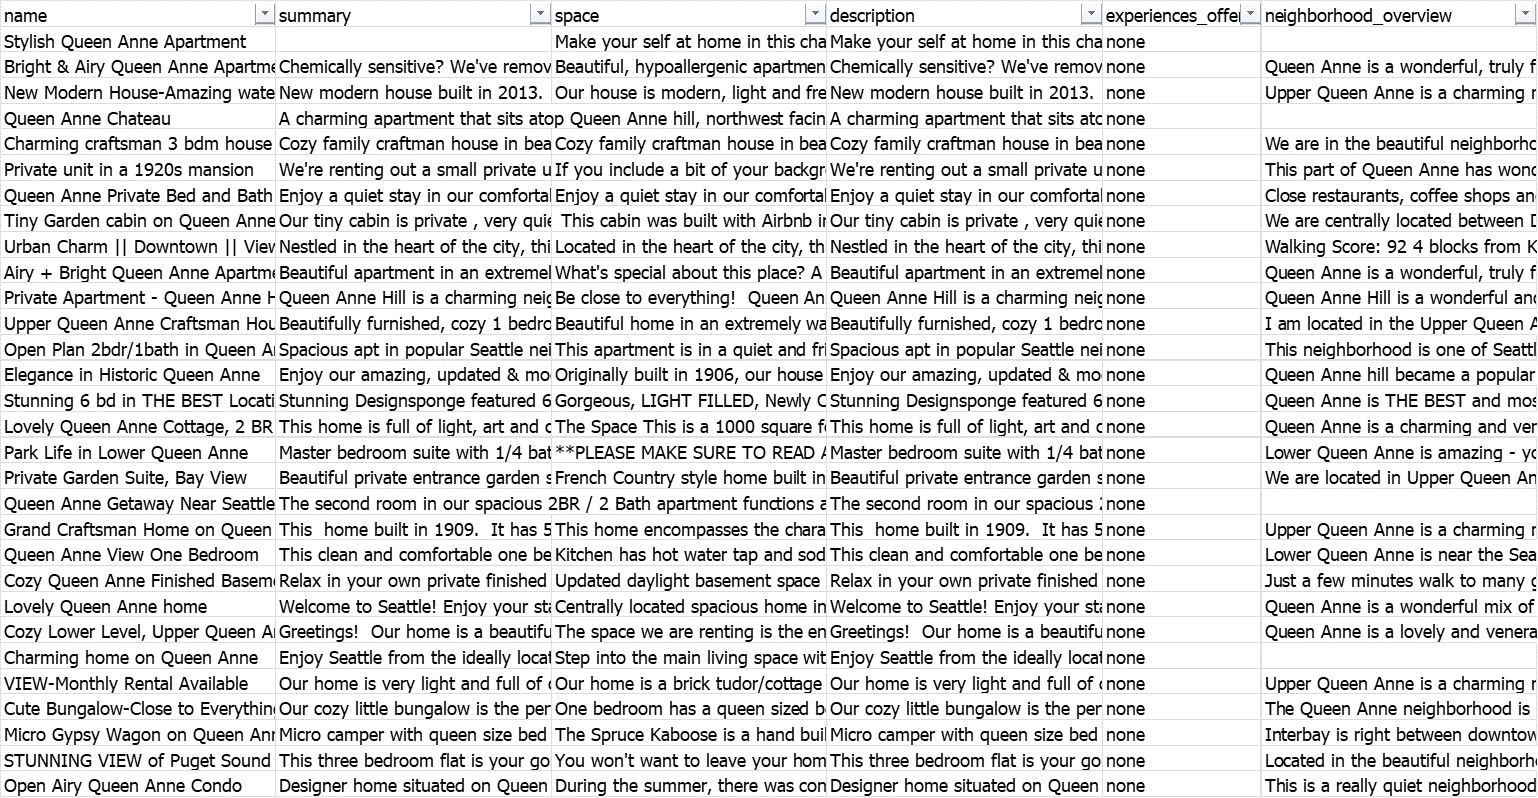 name summary space description experiences_offe neighborhood_overview
Stylish Queen Anne Apartment Make your self at home in this cha Make your self at home in this cha none
Bright & Airy Queen Anne Apartme Chemically sensitive? We've remov Beautiful, hypoallergenic apartmen Chemically sensitive? We've remov none Queen Anne is a wonderful, truly f
New Modern House-Amazing wate New modern house built in 2013. Our house is modern, light and fre New modern house built in 2013. none Upper Queen Anne is a charming
Queen Anne Chateau A charming apartment that sits atop Queen Anne hill, northwest facin A charming apartment that sits ato none
Charming craftsman 3 bdm house Cozy family craftman house in bea Cozy family craftman house in bea Cozy family craftman house in bea none We are in the beautiful neighborho
Private unit in a 1920s mansion We're renting out a small private u If you include a bit of your backgr We're renting out a small private u none This part of Queen Anne has wond
Queen Anne Private Bed and Bath Enjoy a quiet stay in our comfortal Enjoy a quiet stay in our comfortal Enjoy a quiet stay in our comfortal none Close restaurants, coffee shops and
Tiny Garden cabin on Queen Anne Our tiny cabin is private , very quie This cabin was built with Airbnb in Our tiny cabin is private , very quie none We are centrally located between D
Urban Charm || Downtown || View Nestled in the heart of the city, thi Located in the heart of the city, th Nestled in the heart of the city, thi none Walking Score: 92 4 blocks from K
Airy + Bright Queen Anne Apartme Beautiful apartment in an extremel What's special about this place? A Beautiful apartment in an extremel none Queen Anne is a wonderful, truly f
Private Apartment - Queen Anne H Queen Anne Hill is a charming neig Be close to everything! Queen An Queen Anne Hill is a charming neig none Queen Anne Hill is a wonderful and
Upper Queen Anne Craftsman Hou Beautifully furnished, cozy 1 bedro Beautiful home in an extremely wa Beautifully furnished, cozy 1 bedro none I am located in the Upper Queen A
Open Plan 2bdr/1bath in Queen A Spacious apt in popular Seattle nei This apartment is in a quiet and fri Spacious apt in popular Seattle nei none This neighborhood is one of Seattl
Elegance in Historic Queen Anne Enjoy our amazing, updated & mo Originally built in 1906, our house Enjoy our amazing, updated & mo none Queen Anne hill became a popular
Stunning 6 bd in THE BEST Locati Stunning Designsponge featured 6 Gorgeous, LIGHT FILLED, Newly C Stunning Designsponge featured 6 none Queen Anne is THE BEST and mos
Lovely Queen Anne Cottage, 2 BR This home is full of light, art and c The Space This is a 1000 square f This home is full of light, art and c none Queen Anne is a charming and ver
Park Life in Lower Queen Anne Master bedroom suite with 1/4 bat **PLEASE MAKE SURE TO READ A Master bedroom suite with 1/4 bat none Lower Queen Anne is amazing - yo
Private Garden Suite, Bay View Beautiful private entrance garden s French Country style home built in Beautiful private entrance garden s none We are located in Upper Queen An
Queen Anne Getaway Near Seattle The second room in our spacious 2BR / 2 Bath apartment functions a The second room in our spacious 2 none
Grand Craftsman Home on Queen This home built in 1909. It has 5 This home encompasses the chara This home built in 1909. It has 5 none Upper Queen Anne is a charming
Queen Anne View One Bedroom This clean and comfortable one be Kitchen has hot water tap and sod This clean and comfortable one be none Lower Queen Anne is near the Sea
Cozy Queen Anne Finished Baseme Relax in your own private finished Updated daylight basement space Relax in your own private finished none Just a few minutes walk to many g
Lovely Queen Anne home Welcome to Seattle! Enjoy your sta Centrally located spacious home in Welcome to Seattle! Enjoy your sta none Queen Anne is a wonderful mix of
Cozy Lower Level, Upper Queen A Greetings! Our home is a beautifu The space we are renting is the en Greetings! Our home is a beautifu none Queen Anne is a lovely and venera
Charming home on Queen Anne Enjoy Seattle from the ideally locat Step into the main living space wit Enjoy Seattle from the ideally locat none
VIEW-Monthly Rental Available Our home is very light and full of c Our home is a brick tudor/cottage Our home is very light and full of c none Upper Queen Anne is a charming
Cute Bungalow-Close to Everythin Our cozy little bungalow is the per One bedroom has a queen sized b Our cozy little bungalow is the per none The Queen Anne neighborhood is
Micro Gypsy Wagon on Queen Ann Micro camper with queen size bed The Spruce Kaboose is a hand buil Micro camper with queen size bed none Interbay is right between downtow
STUNNING VIEW of Puget Sound This three bedroom flat is your go You won't want to leave your hom This three bedroom flat is your go none Located in the beautiful neighborho
Open Airy Queen Anne Condo Designer home situated on Queen During the summer, there was con Designer home situated on Queen none This is a really quiet neighborhood